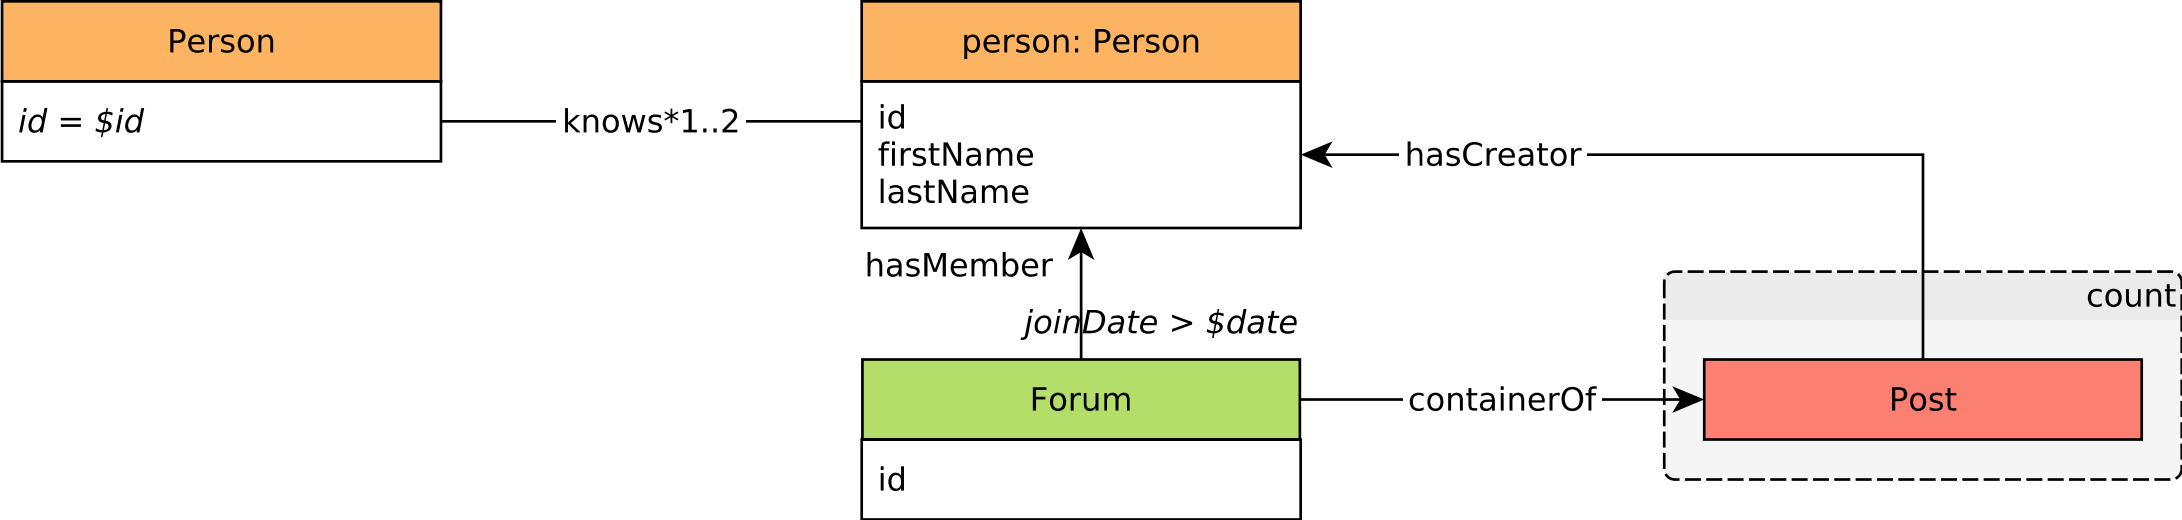 Person
id = $id
knows*1..2
person: Person
id
firstName
lastName
hasCreator
hasMember
joinDate > $date
count
Forum
id
containerOf
Post